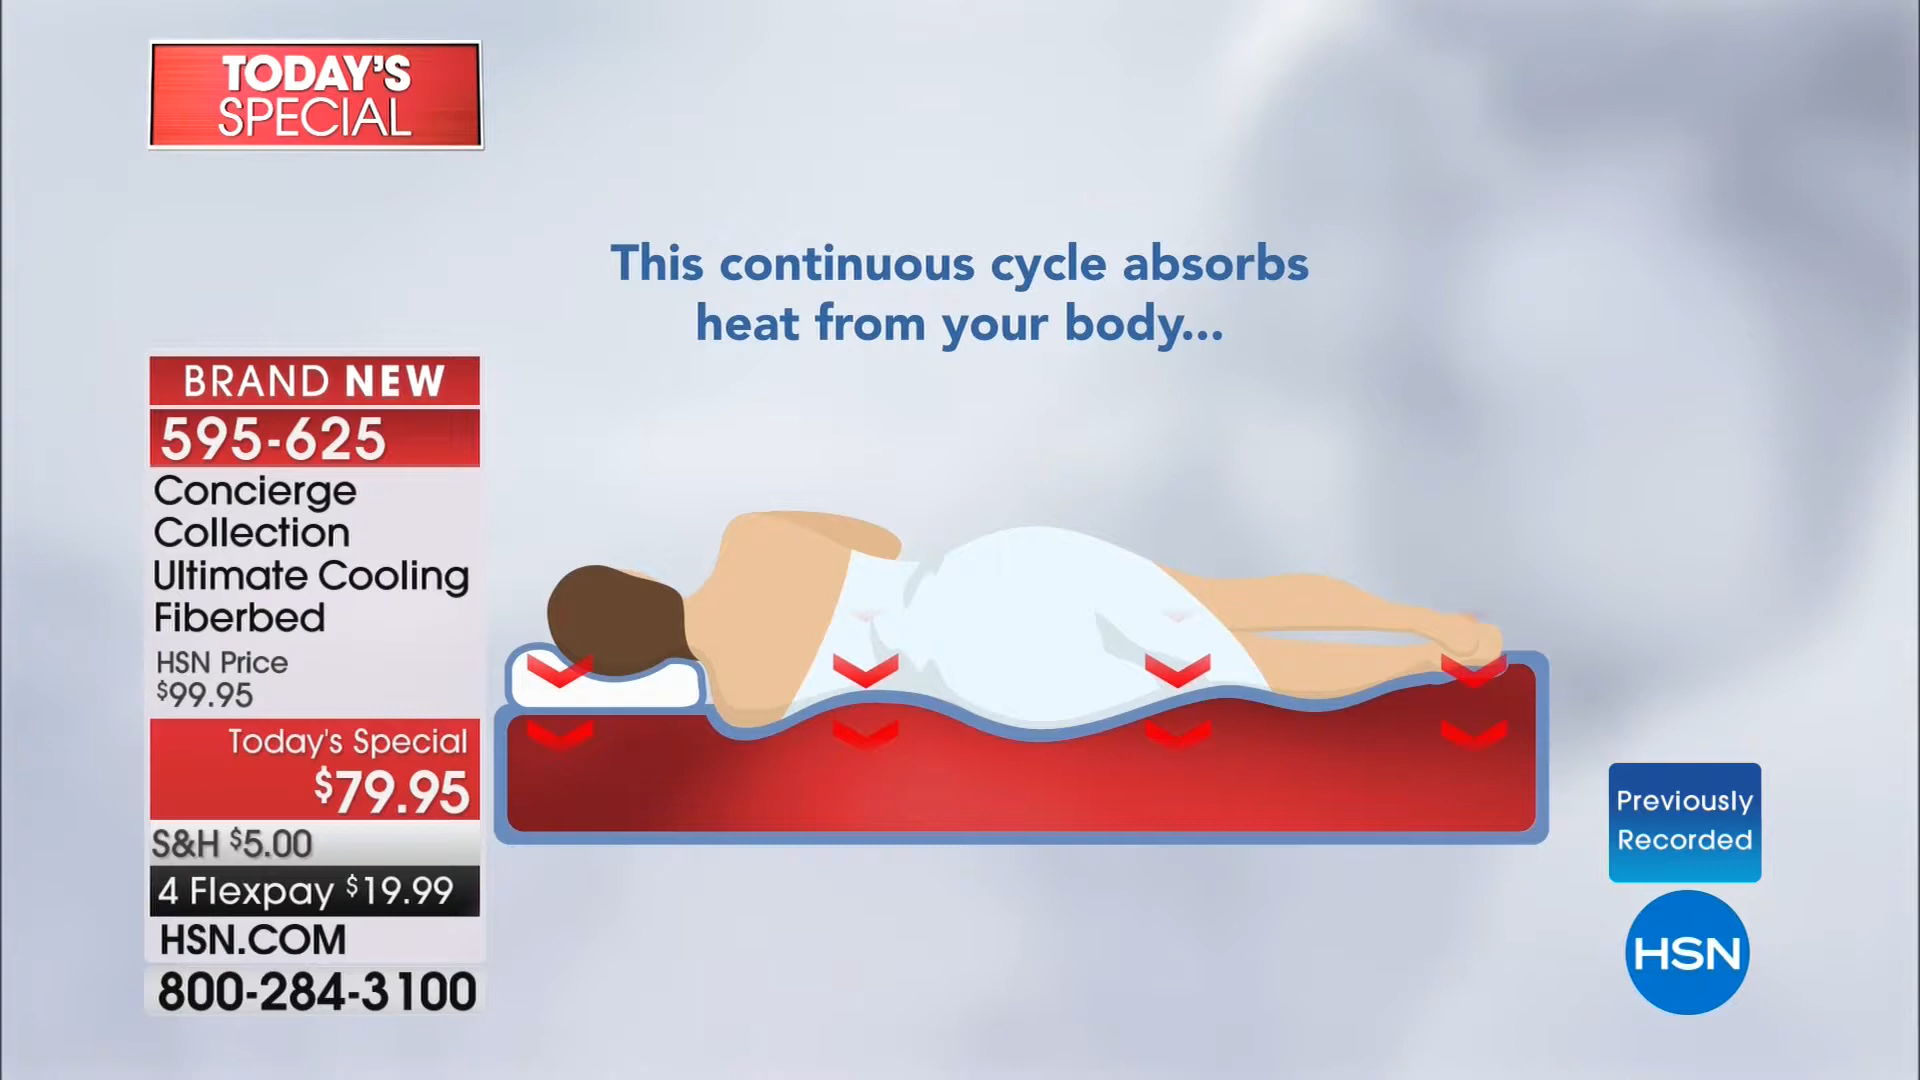 TODAY'S
SPECIAL
This continuous cycle absorbs
heat from your body...
BRAND NEW
595-625
Concierge
Collection
Ultimate Cooling
Fiberbed
HSN Price
$99.95
Today's Special
$79.95
S&H $5.00
4 Flexpay $19.99
HSN.COM
800-284-3100
Previously
Recorded
HSN